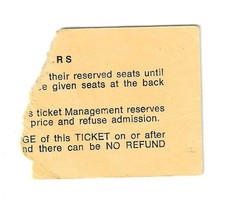 RS
their reserved seats until
e given seats at the back
s ticket Management reserves
price and refuse admission.
GE of this TICKET on or after
nd there can be NO REFUND